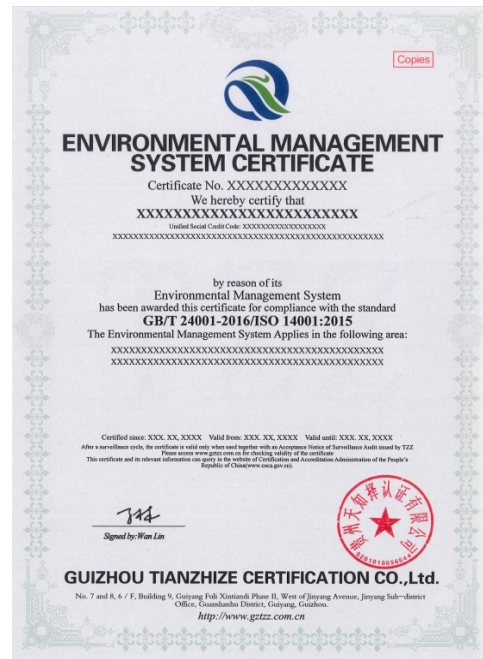 Copies
ENVIRONMENTAL MANAGEMENT
SYSTEM CERTIFICATE
Certificate No. XXXXXXXXXXXXX
We hereby certify that
XXXXXXXXXXXXXXXXXXXXXXXX
Unified Social Credit Code: XXXXXXXXXXXXXXXXXX
XXXXXXXXXXXXXXXXXXXXXXXXXXXXXXXXXXXXXXXXXXXXXXXXXX
by reason of its
Environmental Management System
has been awarded this certificate for compliance with the standard
GB/T 24001-2016/ISO 14001:2015
The Environmental Management System Applies in the following area:
XXXXXXXXXXXXXXXXXXXXXXXXXXXXXXXXXXXXXXXXXXXX
XXXXXXXXXXXXXXXXXXXXXXXXXXXXXXXXXXXXXXXXXXXX
Certified since: XXX. XX, XXXX Valid from: XXX. XX, XXXX Valid until: XXX. XX, XXXX
After a surveillance cycle, the certificate is valid only when used together with an Acceptance Notice of Surveillance Audit issued by TZZ
Please access www.gztzz.com.cn for checking validity of the certificate
This certificate and its relevant information can query in the website of Certification and Accreditation Administration of the People's
Republic of China(www.cnca.gov.cn).
Signed by:Wan Lin
贵州天知择认证有限公司
GUIZHOU TIANZHIZE CERTIFICATION CO.,Ltd.
No. 7 and 8, 6 / F, Building 9, Guiyang Fuli Xintiandi Phase II, West of Jinyang Avenue, Jinyang Sub-district
Office, Guanshanhu District, Guiyang, Guizhou.
http://www.gztzz.com.cn